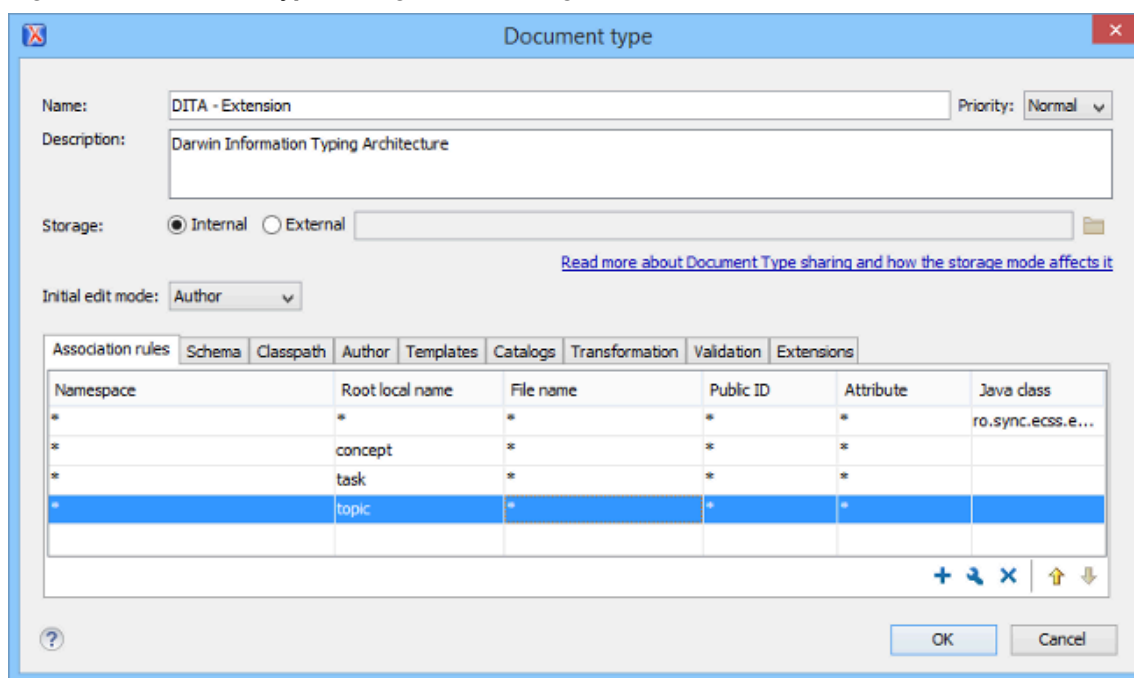 Document type
Name: DITA - Extension Priority: Normal
Description: Darwin Information Typing Architecture
Storage: Internal External
Read more about Document Type sharing and how the storage mode affects it
Initial edit mode: Author
Association rules Schema Classpath Author Templates Catalogs Transformation Validation Extensions
Namespace Root local name File name Public ID Attribute Java class
* * * * * ro.sync.ecss.e...
* concept * * *
* task * * *
* topic * * *
OK Cancel